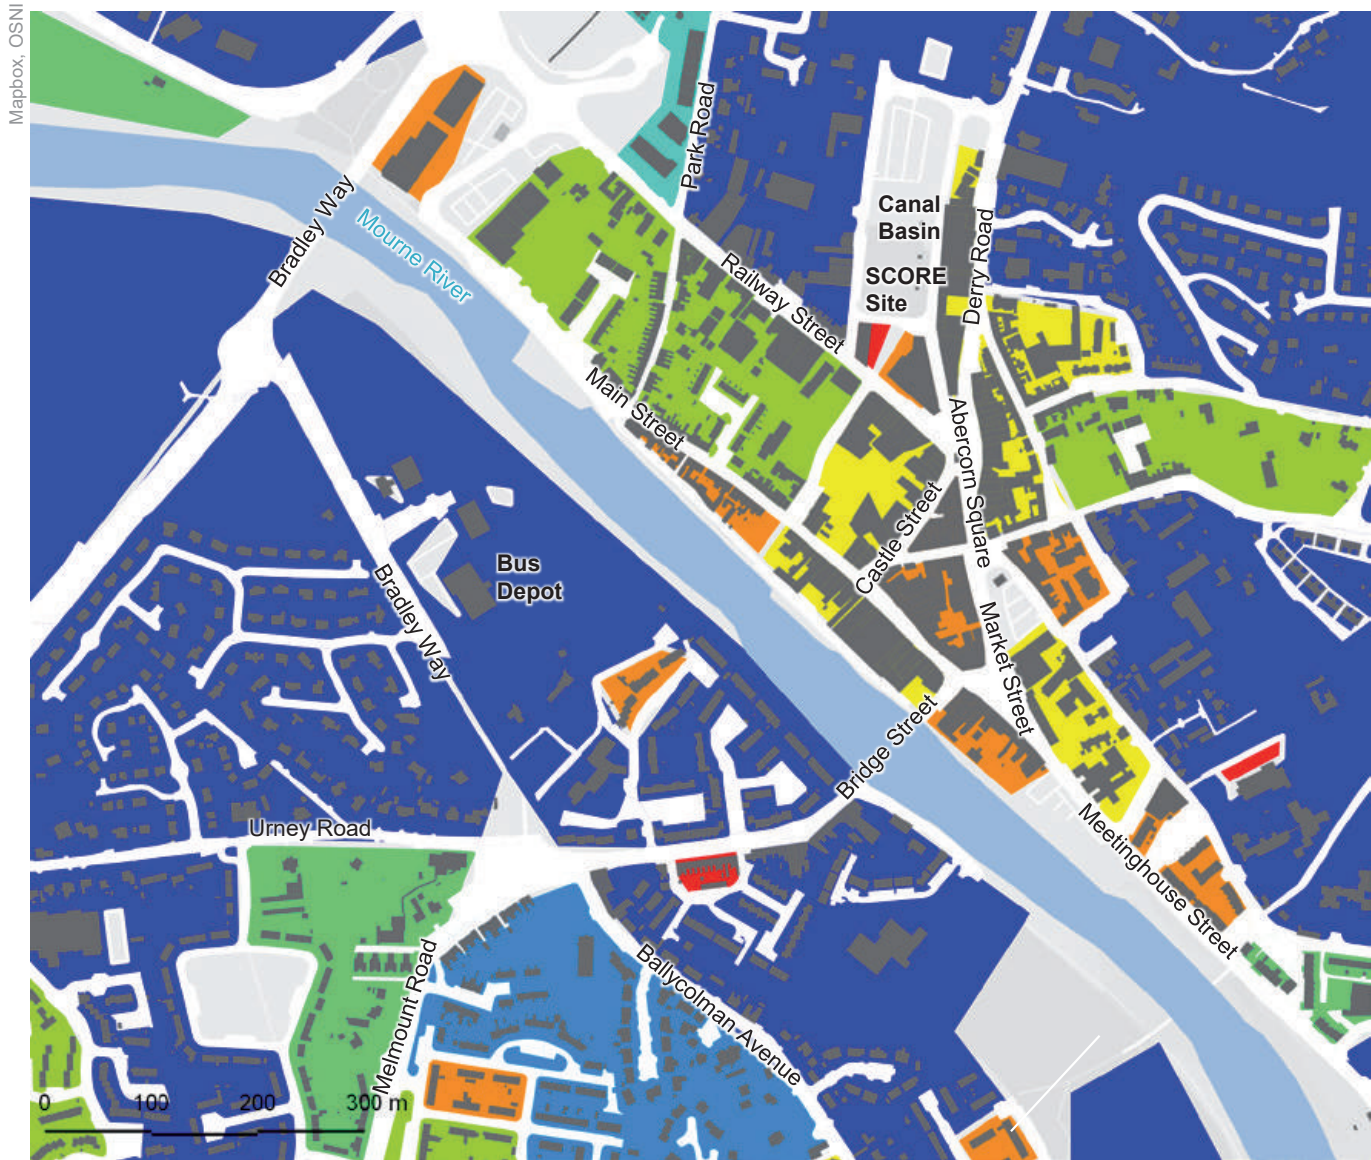 Mapbox, OSNI
Park Road
Bradley Way
Mourne River
Canal
Basin
Derry Road
Railway Street
SCORE
Site
Main Street
Abercorn Square
Castle Street
Bus
Depot
Bradley Way
Market Street
Bridge Street
Urney Road
Meetinghouse Street
Melmount Road
Ballycolman Avenue
0 100 200 300 m